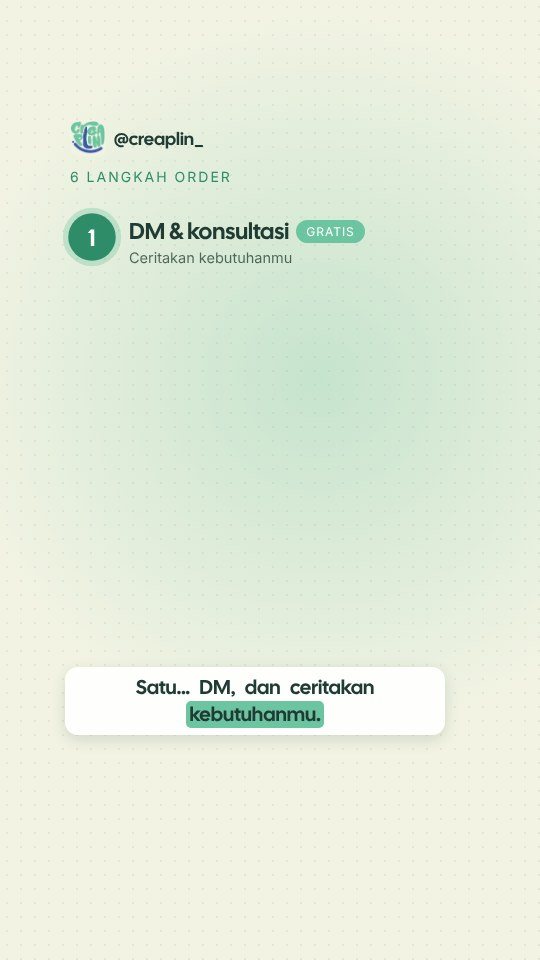 @creaplin_
6 LANGKAH ORDER
1
DM & konsultasi GRATIS
Ceritakan kebutuhanmu
Satu... DM, dan ceritakan
kebutuhanmu.